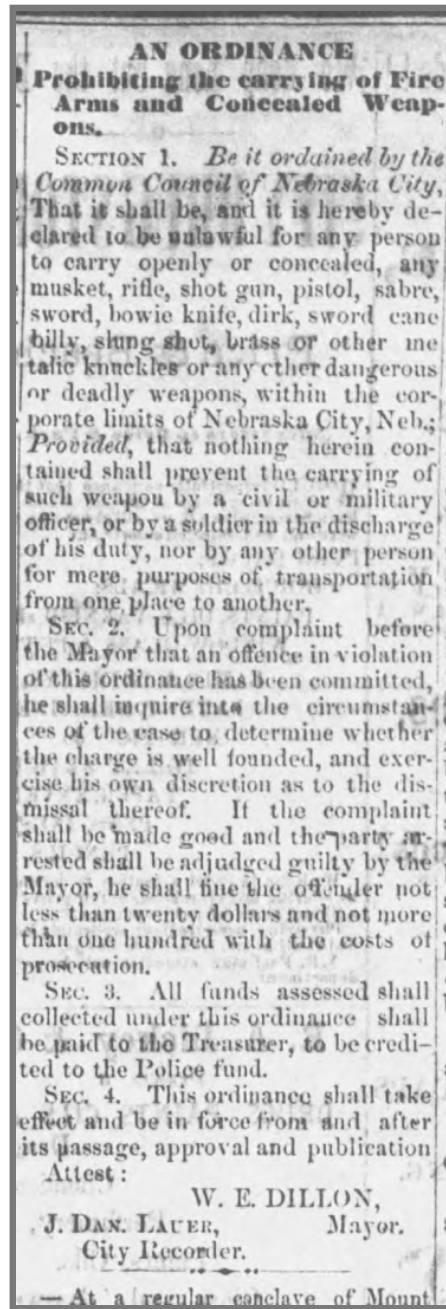 AN ORDINANCE
Prohibiting the carrying of Fire
Arms and Concealed Weap-
ons.
SECTION 1. Be it ordained by the
Common Council of Nebraska City,
That it shall be, and it is hereby de-
clared to be unlawful for any person
to carry openly or concealed, any
musket, rifle, shot gun, pistol, sabre,
sword, bowie knife, dirk, sword cane
billy, slung shot, brass or other me
talic knuckles or any other dangerous
or deadly weapons, within the cor-
porate limits of Nebraska City, Neb.;
Provided, that nothing herein con-
tained shall prevent the carrying of
such weapon by a civil or military
officer, or by a soldier in the discharge
of his duty, nor by any other person
for mere purposes of transportation
from one place to another.
SEC. 2. Upon complaint before
the Mayor that an offence in violation
of this ordinance has been committed,
he shall inquire into the circumstan-
ces of the case to determine whether
the charge is well founded, and exer-
cise his own discretion as to the dis-
missal thereof. If the complaint
shall be made good and the party ar-
rested shall be adjudged guilty by the
Mayor, he shall fine the offender not
less than twenty dollars and not more
than one hundred with the costs of
prosecution.
SEC. 3. All funds assessed shall
collected under this ordinance shall
be paid to the Treasurer, to be credi-
ted to the Police fund.
SEC. 4. This ordinance shall take
effect and be in force from and after
its passage, approval and publication
Attest:
W. E. DILLON,
J. DAN. LAUER, Mayor.
City Recorder.
— At a regular conclave of Mount